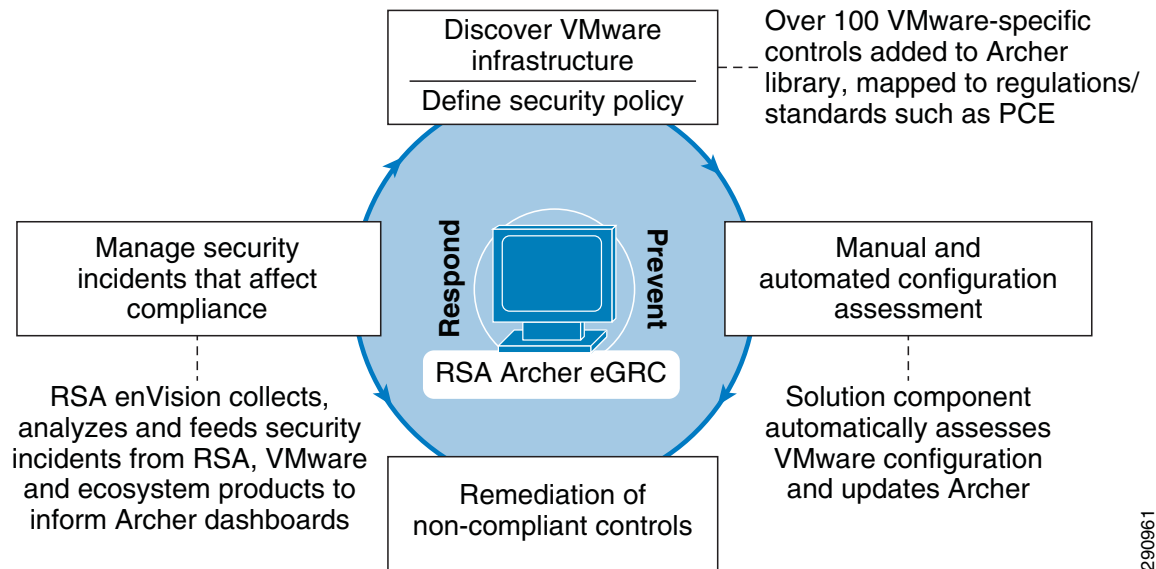 Discover VMware
infrastructure
Define security policy
Over 100 VMware-specific
controls added to Archer
library, mapped to regulations/
standards such as PCE
Manage security
incidents that affect
compliance
Respond
Prevent
RSA Archer eGRC
Manual and
automated configuration
assessment
RSA enVision collects,
analyzes and feeds security
incidents from RSA, VMware
and ecosystem products to
inform Archer dashboards
Solution component
automatically assesses
VMware configuration
and updates Archer
Remediation of
non-compliant controls
290961